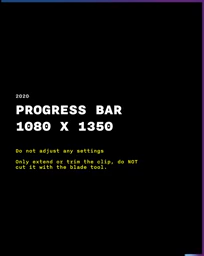 2020
PROGRESS BAR
1080 X 1350
Do not adjust any settings
Only extend or trim the clip, do NOT
cut it with the blade tool.